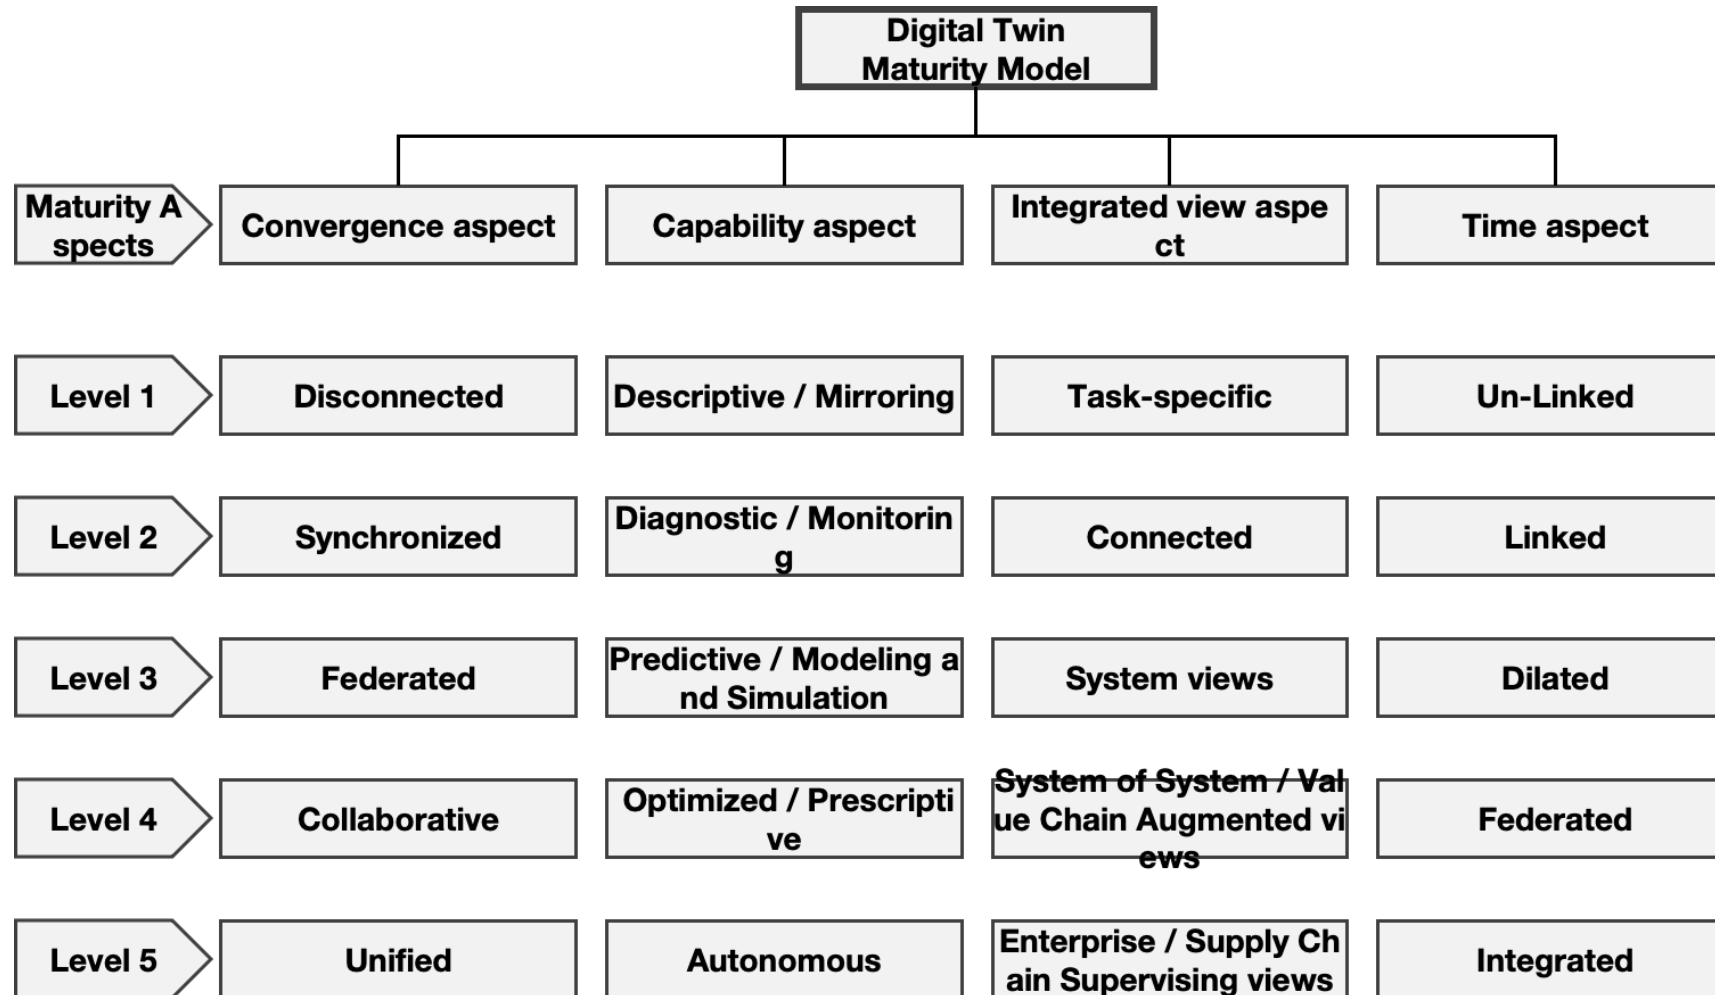 Digital Twin
Maturity Model
Maturity A
spects
Convergence aspect
Capability aspect
Integrated view aspe
ct
Time aspect
Level 1
Disconnected
Descriptive / Mirroring
Task-specific
Un-Linked
Level 2
Synchronized
Diagnostic / Monitorin
g
Connected
Linked
Level 3
Federated
Predictive / Modeling a
nd Simulation
System views
Dilated
Level 4
Collaborative
Optimized / Prescripti
ve
System of System / Val
ue Chain Augmented vi
ews
Federated
Level 5
Unified
Autonomous
Enterprise / Supply Ch
ain Supervising views
Integrated